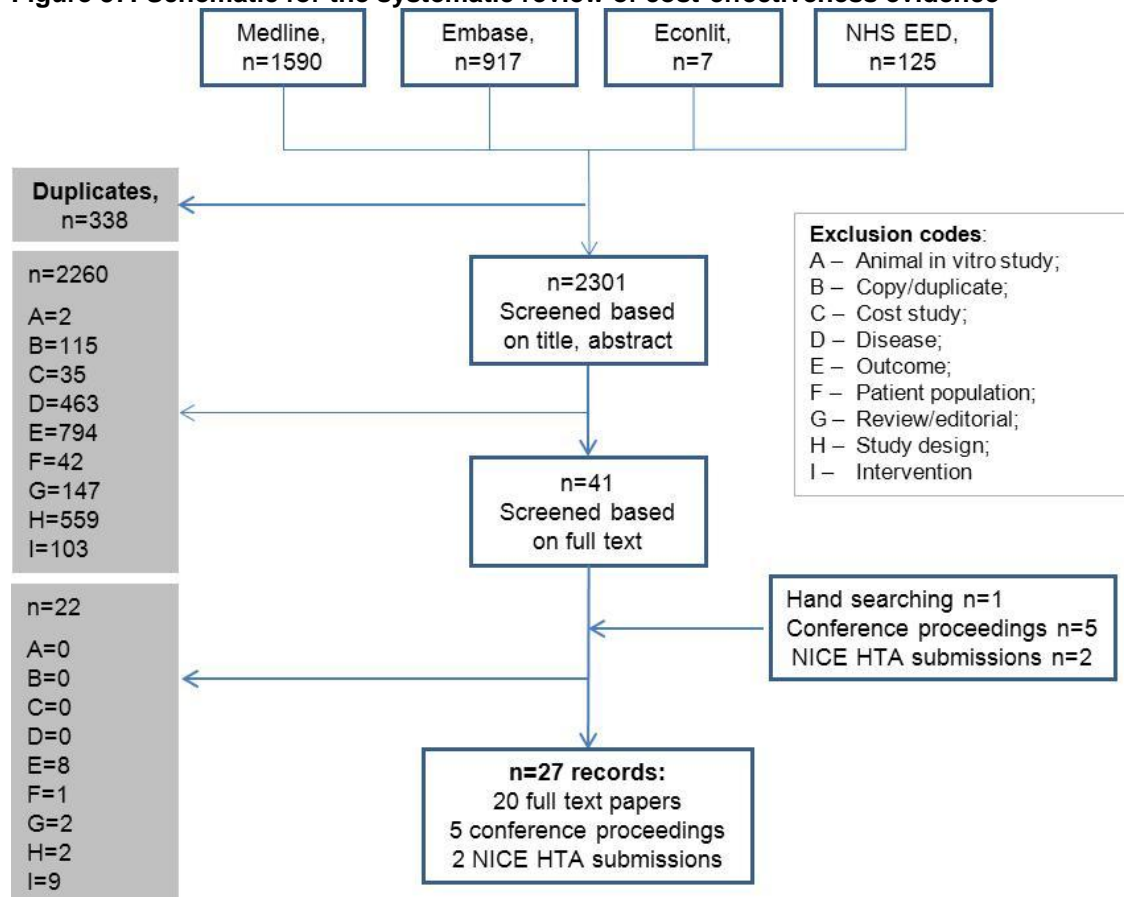 Figure Schematic for the systematic review of cost-effectiveness evidence
Medline,
n=1590
Embase,
n=917
Econlit,
n=7
NHS EED,
n=125
Duplicates,
n=338
n=2301
Screened based
on title, abstract
Exclusion codes:
A – Animal in vitro study;
B – Copy/duplicate;
C – Cost study;
D – Disease;
E – Outcome;
F – Patient population;
G – Review/editorial;
H – Study design;
I – Intervention
n=2260
A=2
B=115
C=35
D=463
E=794
F=42
G=147
H=559
I=103
n=41
Screened based
on full text
Hand searching n=1
Conference proceedings n=5
NICE HTA submissions n=2
n=22
A=0
B=0
C=0
D=0
E=8
F=1
G=2
H=2
I=9
n=27 records:
20 full text papers
5 conference proceedings
2 NICE HTA submissions